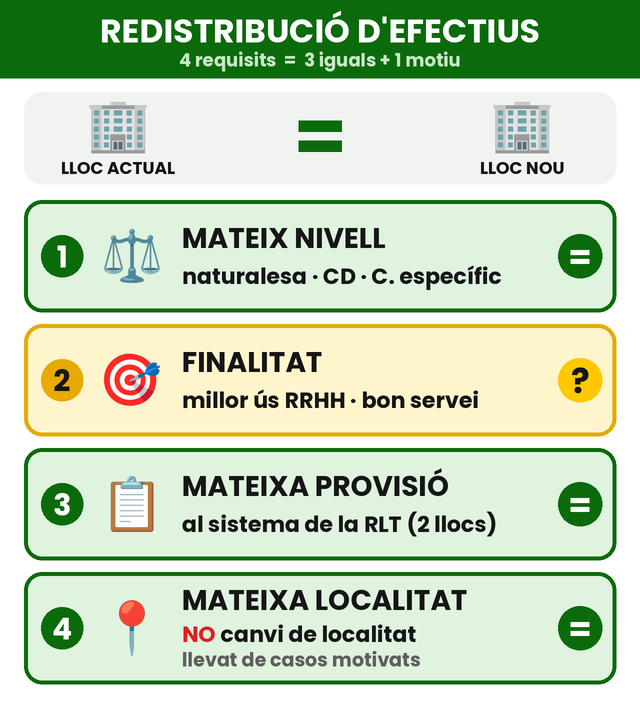 REDISTRIBUCIÓ D'EFECTIUS
4 requisits = 3 iguals + 1 motiu
LLOC ACTUAL
=
LLOC NOU
1
MATEIX NIVELL
naturalesa · CD · C. específic
=
2
FINALITAT
millor ús RRHH · bon servei
?
3
MATEIXA PROVISIÓ
al sistema de la RLT (2 llocs)
=
4
MATEIXA LOCALITAT
NO canvi de localitat
llevat de casos motivats
=